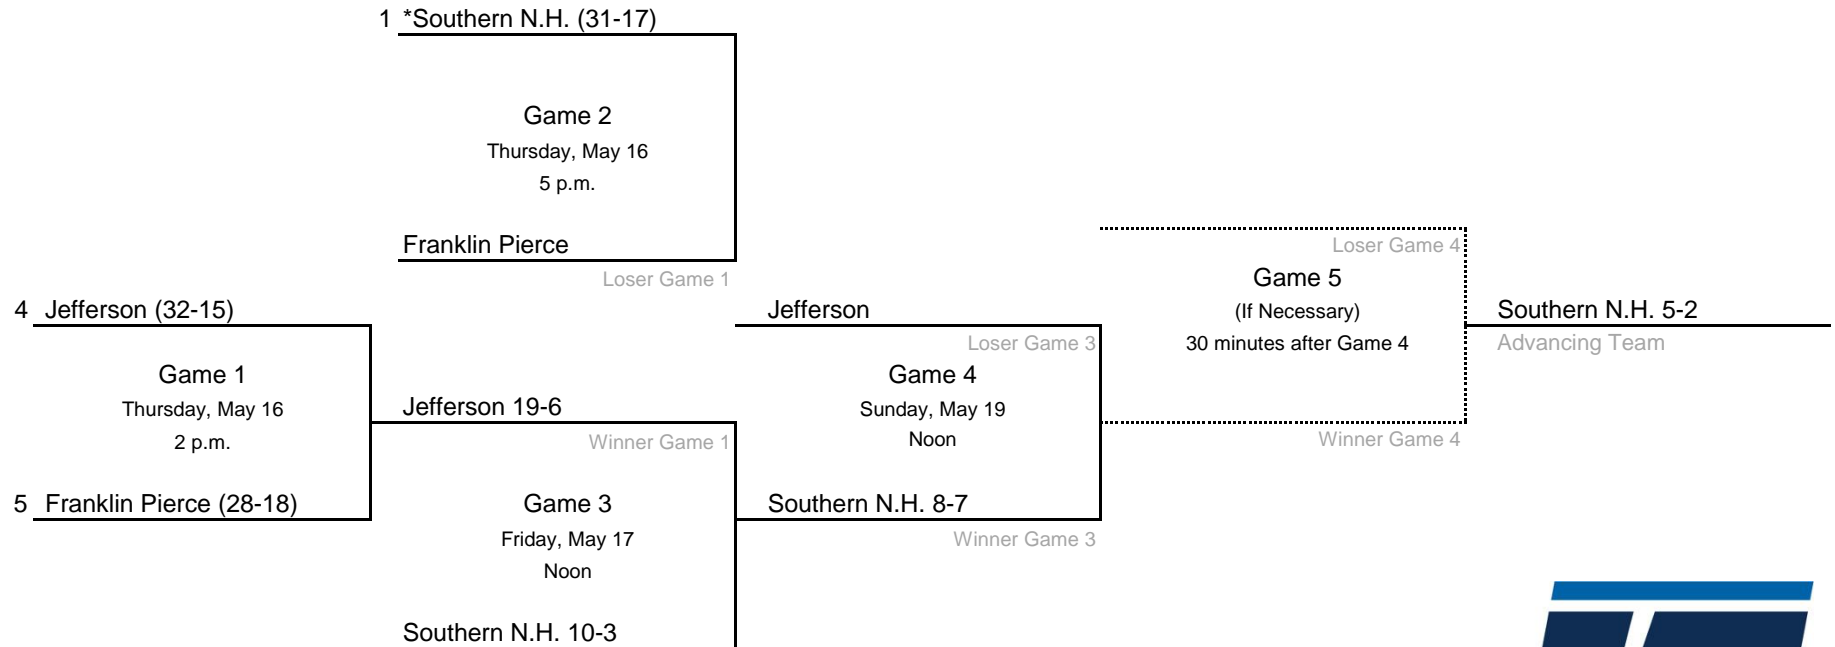 1 *Southern N.H. (31-17)
Game 2
Thursday, May 16
5 p.m.
Franklin Pierce
Loser Game 1
4 Jefferson (32-15)
Game 1
Thursday, May 16
2 p.m.
5 Franklin Pierce (28-18)
Jefferson 19-6
Winner Game 1
Game 3
Friday, May 17
Noon
Southern N.H. 10-3
Jefferson
Loser Game 3
Game 4
Sunday, May 19
Noon
Southern N.H. 8-7
Winner Game 3
Loser Game 4
Game 5
(If Necessary)
30 minutes after Game 4
Winner Game 4
Southern N.H. 5-2
Advancing Team